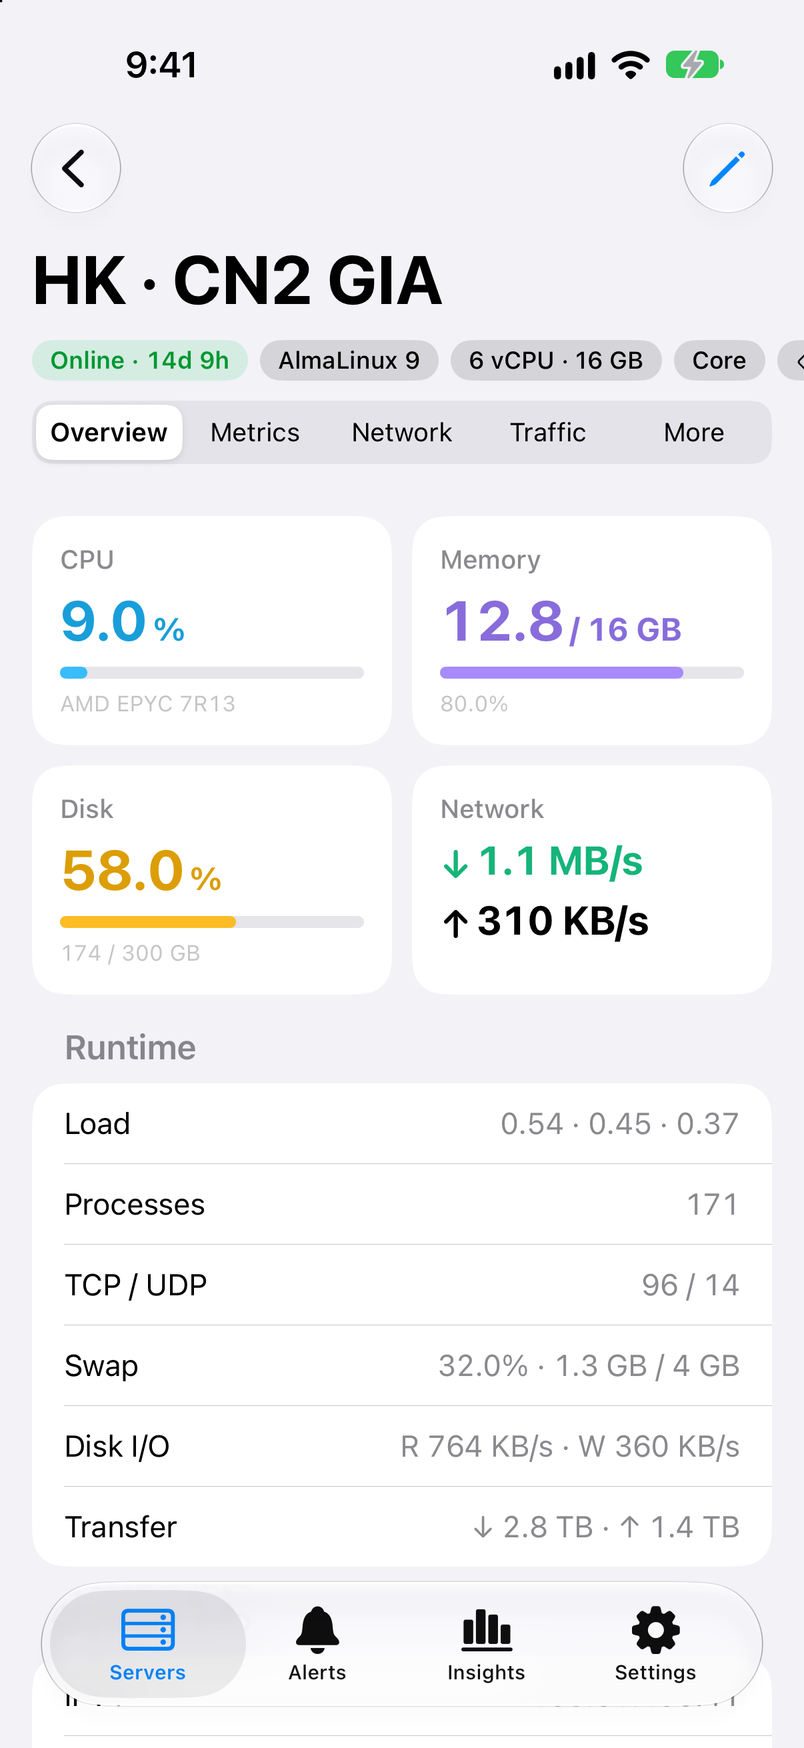 9:41
HK · CN2 GIA
Online · 14d 9h
AlmaLinux 9
6 vCPU · 16 GB
Core
Overview
Metrics
Network
Traffic
More
CPU
9.0 %
AMD EPYC 7R13
Memory
12.8 / 16 GB
80.0%
Disk
58.0 %
174 / 300 GB
Network
↓ 1.1 MB/s
↑ 310 KB/s
Runtime
Load 0.54 · 0.45 · 0.37
Processes 171
TCP / UDP 96 / 14
Swap 32.0% · 1.3 GB / 4 GB
Disk I/O R 764 KB/s · W 360 KB/s
Transfer ↓ 2.8 TB · ↑ 1.4 TB
Servers
Alerts
Insights
Settings